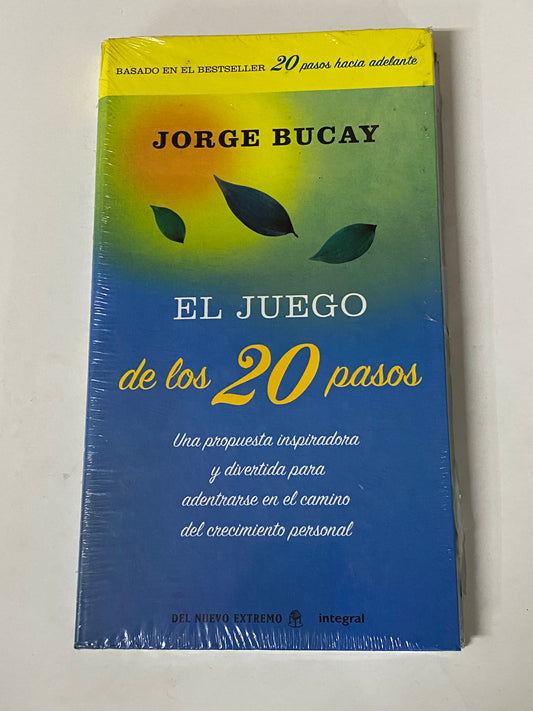 BASADO EN EL BESTSELLER 20 pasos hacia adelante
JORGE BUCAY
EL JUEGO
de los 20 pasos
Una propuesta inspiradora
y divertida para
adentrarse en el camino
del crecimiento personal
DEL NUEVO EXTREMO integral